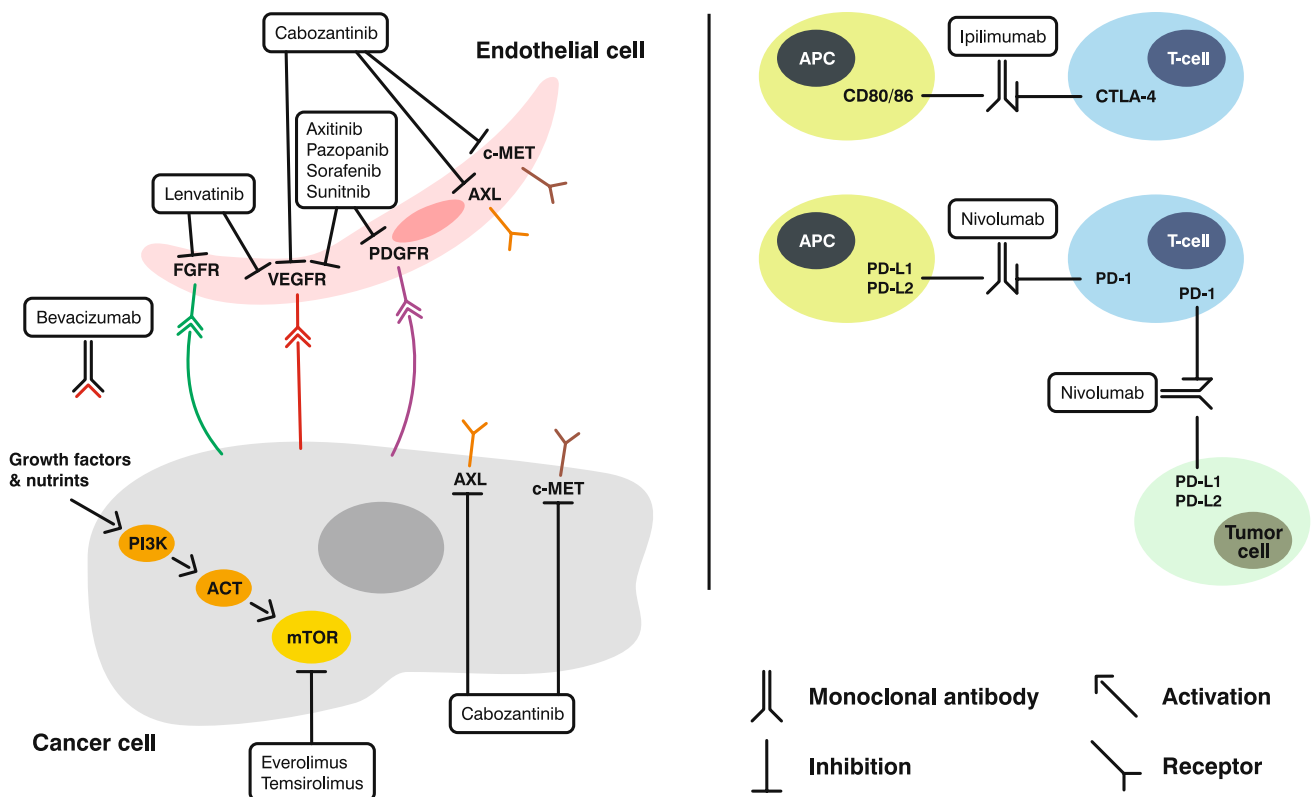 Cabozantinib
Endothelial cell
Axitinib
Pazopanib
Sorafenib
Sunitnib
c-MET
AXL
Lenvatinib
FGFR
VEGFR
PDGFR
Bevacizumab
Growth factors
& nutrints
PI3K
ACT
mTOR
AXL
c-MET
Cabozantinib
Cancer cell
Everolimus
Temsirolimus
APC
CD80/86
Ipilimumab
T-cell
CTLA-4
APC
PD-L1
PD-L2
Nivolumab
T-cell
PD-1
PD-1
Nivolumab
PD-L1
PD-L2
Tumor
cell
Monoclonal antibody
Activation
Inhibition
Receptor